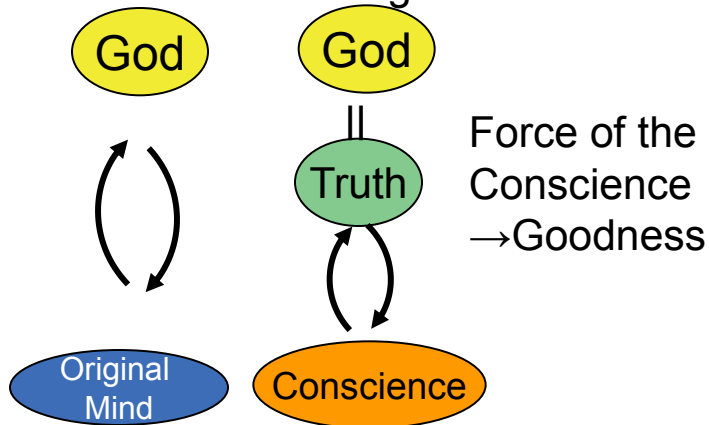 God
God
||
Truth
Force of the
Conscience
→Goodness
Original
Mind
Conscience